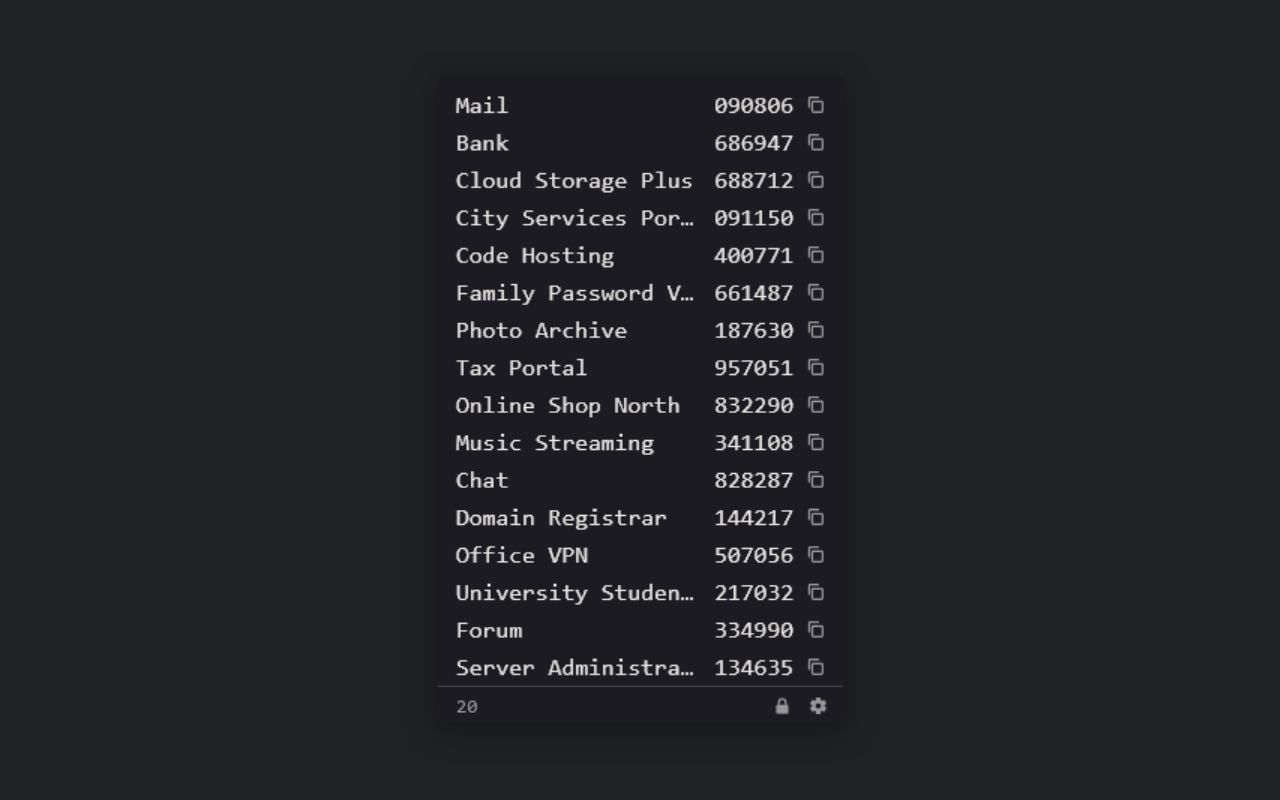 Mail 090806
Bank 686947
Cloud Storage Plus 688712
City Services Por… 091150
Code Hosting 400771
Family Password V… 661487
Photo Archive 187630
Tax Portal 957051
Online Shop North 832290
Music Streaming 341108
Chat 828287
Domain Registrar 144217
Office VPN 507056
University Studen… 217032
Forum 334990
Server Administra… 134635
20